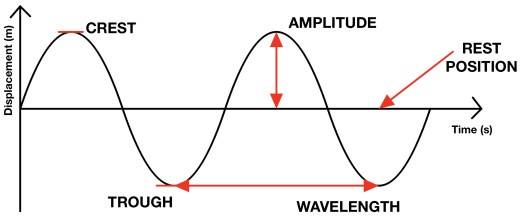 CREST
AMPLITUDE
REST
POSITION
Displacement (m)
Time (s)
TROUGH
WAVELENGTH